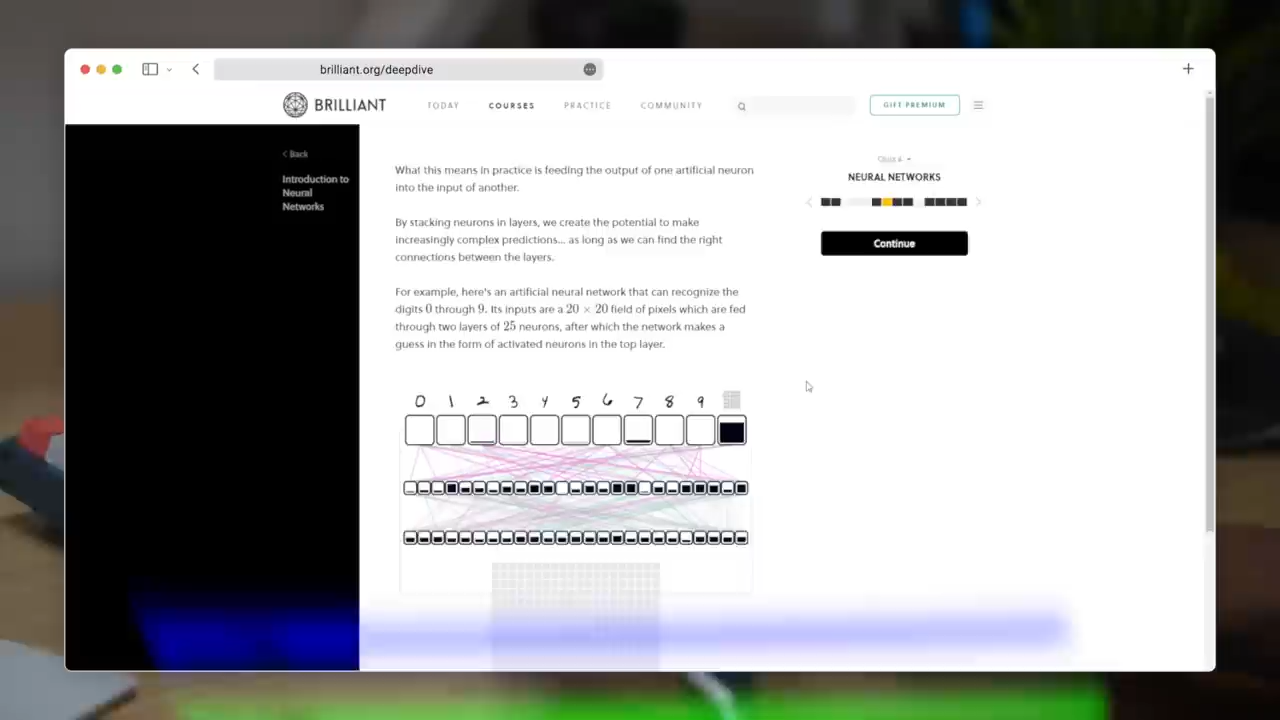 brilliant.org/deepdive
BRILLIANT
TODAY
COURSES
PRACTICE
COMMUNITY
GIFT PREMIUM
< Back
Introduction to
Neural
Networks
What this means in practice is feeding the output of one artificial neuron
into the input of another.
By stacking neurons in layers, we create the potential to make
increasingly complex predictions... as long as we can find the right
connections between the layers.
For example, here's an artificial neural network that can recognize the
digits 0 through 9. Its inputs are a 20 × 20 field of pixels which are fed
through two layers of 25 neurons, after which the network makes a
guess in the form of activated neurons in the top layer.
0 1 2 3 4 5 6 7 8 9
NEURAL NETWORKS
Continue